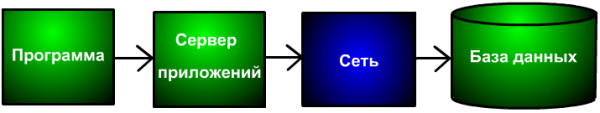 Программа
Сервер
приложений
Сеть
База данных